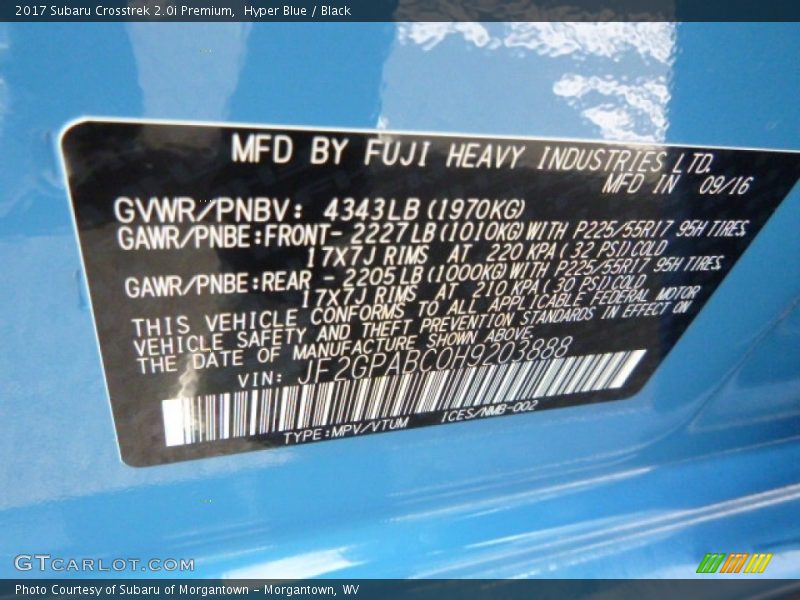 2017 Subaru Crosstrek 2.0i Premium,  Hyper Blue / Black
MFD BY FUJI HEAVY INDUSTRIES LTD.
MFD IN 09/16
GVWR/PNBV: 4343LB (1970KG)
GAWR/PNBE:FRONT- 2227LB (1010KG) WITH P225/55R17 95H TIRES
17X7J RIMS AT 220 KPA ( 32 PSI) COLD
GAWR/PNBE:REAR - 2205LB (1000KG) WITH P225/55R17 95H TIRES
17X7J RIMS AT 210 KPA ( 30 PSI) COLD
THIS VEHICLE CONFORMS TO ALL APPLICABLE FEDERAL MOTOR
VEHICLE SAFETY AND THEFT PREVENTION STANDARDS IN EFFECT ON
THE DATE OF MANUFACTURE SHOWN ABOVE.
VIN: JF2GPABC0H9203888
TYPE:MPV/VTUM ICES/NMB-002
GTCARLOT.COM
Photo Courtesy of Subaru of Morgantown - Morgantown, WV